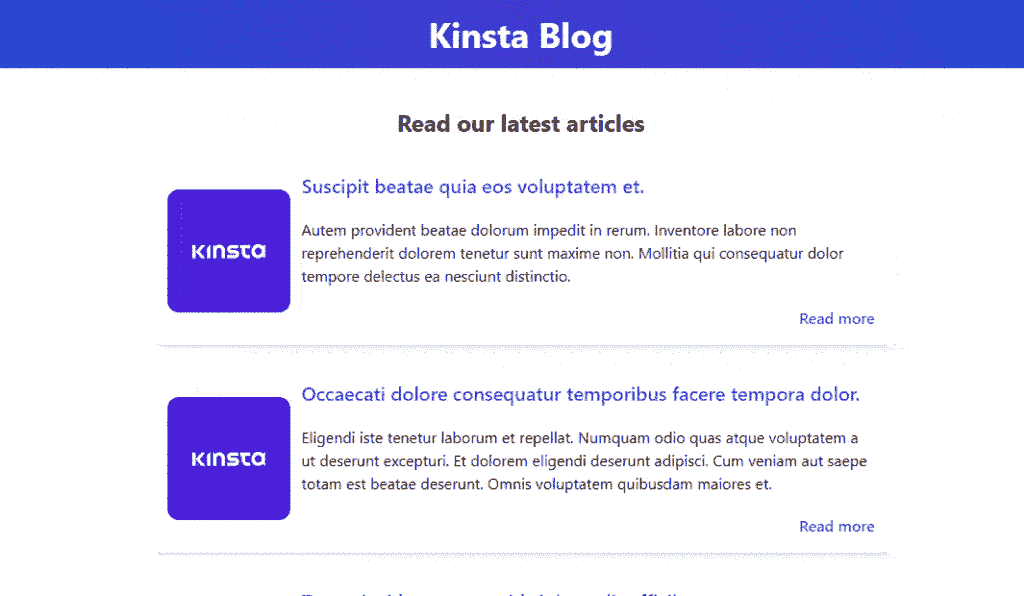 Kinsta Blog
Read our latest articles
Suscipit beatae quia eos voluptatem et.
KINSTA
Autem provident beatae dolorum impedit in rerum. Inventore labore non
reprehenderit dolorem tenetur sunt maxime non. Mollitia qui consequatur dolor
tempore delectus ea nesciunt distinctio.
Read more
Occaecati dolore consequatur temporibus facere tempora dolor.
KINSTA
Eligendi iste tenetur laborum et repellat. Numquam odio quas atque voluptatem a
ut deserunt excepturi. Et dolorem eligendi deserunt adipisci. Cum veniam aut saepe
totam est beatae deserunt. Omnis voluptatem quibusdam maiores et.
Read more